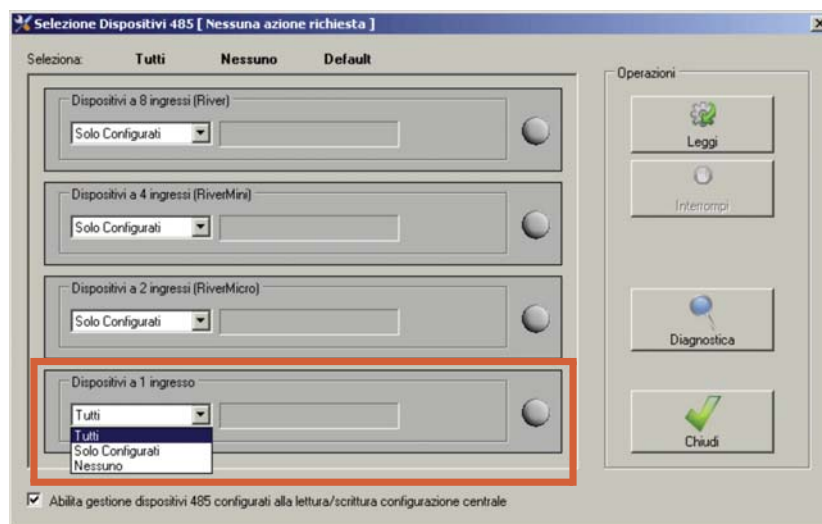 Selezione Dispositivi 485 [ Nessuna azione richiesta ]
Seleziona: Tutti Nessuno Default
Dispositivi a 8 ingressi (River)
Solo Configurati
Dispositivi a 4 ingressi (RiverMini)
Solo Configurati
Dispositivi a 2 ingressi (RiverMicro)
Solo Configurati
Dispositivi a 1 ingresso
Tutti
Tutti
Solo Configurati
Nessuno
Abilita gestione dispositivi 485 configurati alla lettura/scrittura configurazione centrale
Operazioni
Leggi
Interrompi
Diagnostica
Chiudi